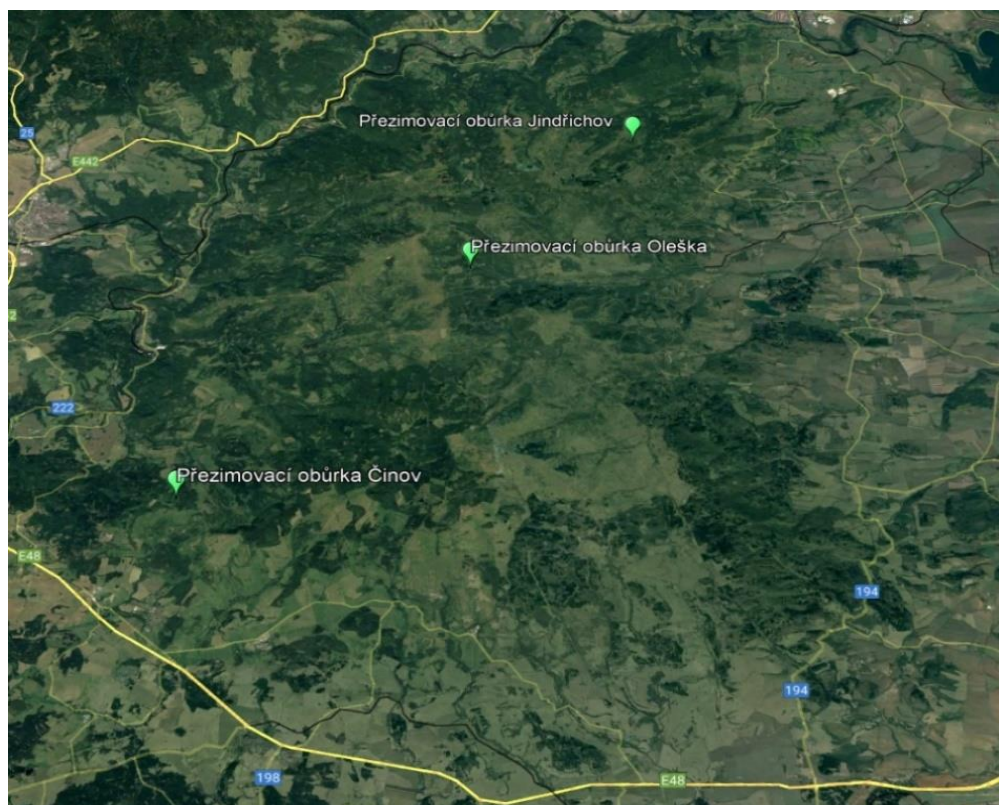 Přezimovací obůrka Jindřichov
25
E442
Přezimovací obůrka Oleška
222
Přezimovací obůrka Činov
E48
194
194
198
E48